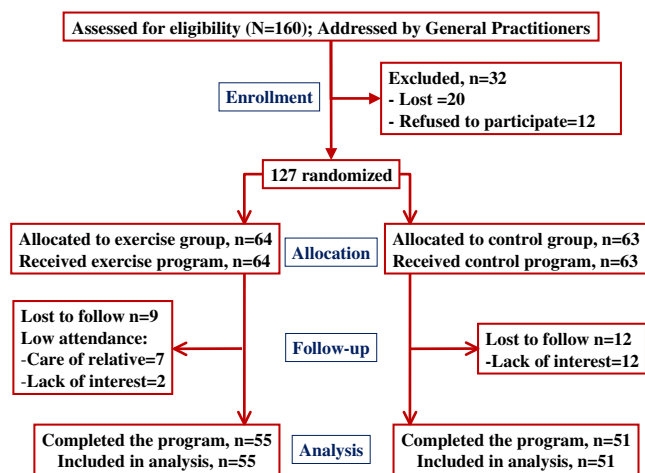 Assessed for eligibility (N=160); Addressed by General Practitioners
Excluded, n=32
- Lost =20
- Refused to participate=12
Enrollment
127 randomized
Allocated to exercise group, n=64
Received exercise program, n=64
Allocation
Allocated to control group, n=63
Received control program, n=63
Lost to follow n=9
Low attendance:
-Care of relative=7
-Lack of interest=2
Follow-up
Lost to follow n=12
-Lack of interest=12
Completed the program, n=55
Included in analysis, n=55
Analysis
Completed the program, n=51
Included in analysis, n=51